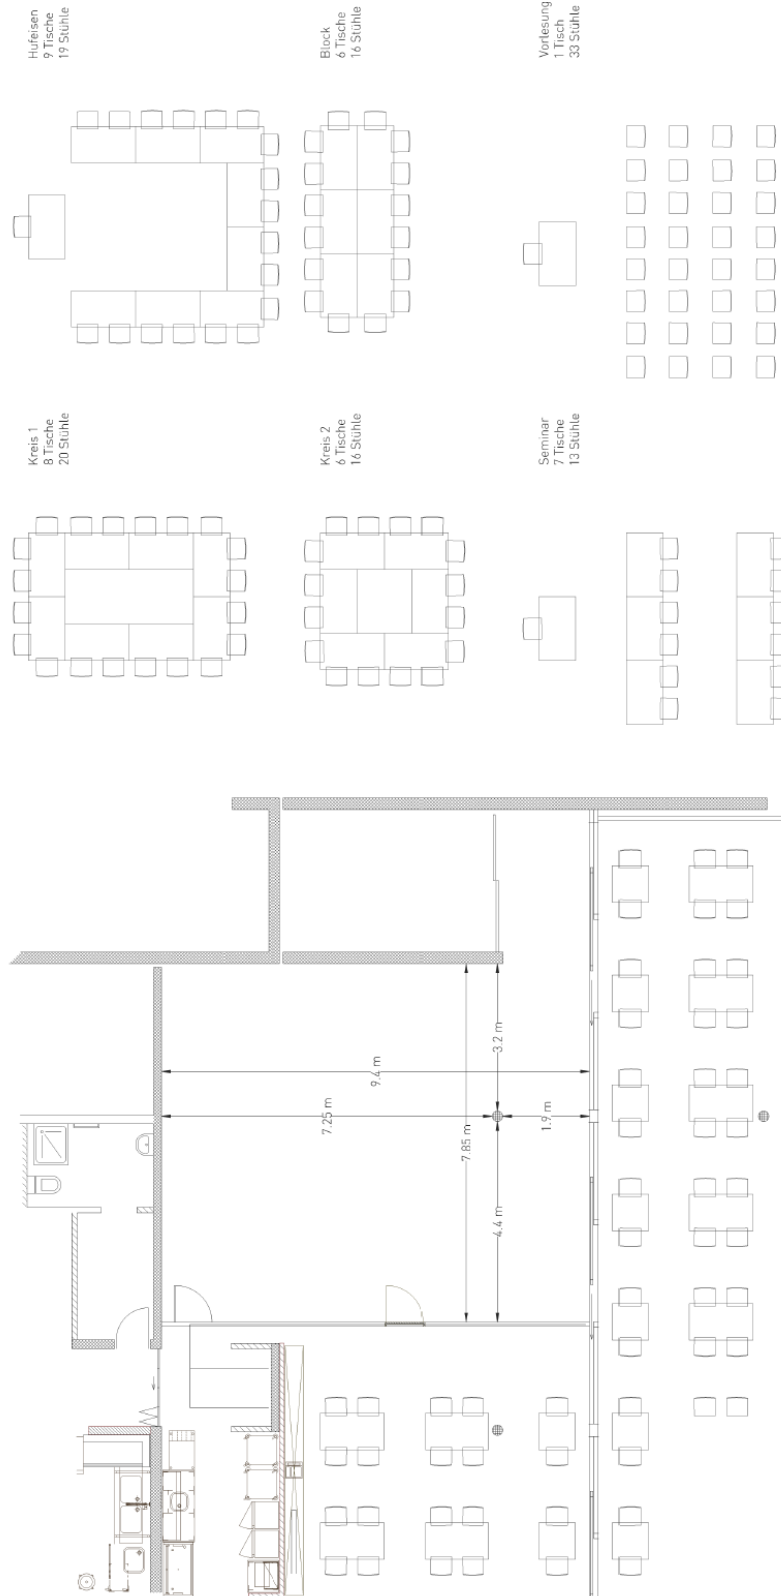 Hufeisen
9 Tische
19 Stühle
Block
6 Tische
16 Stühle
Vorlesung
1 Tisch
33 Stühle
Kreis 1
8 Tische
20 Stühle
Kreis 2
6 Tische
16 Stühle
Seminar
7 Tische
13 Stühle
9.4 m
3.2 m
7.25 m
7.85 m
1.9 m
4.4 m